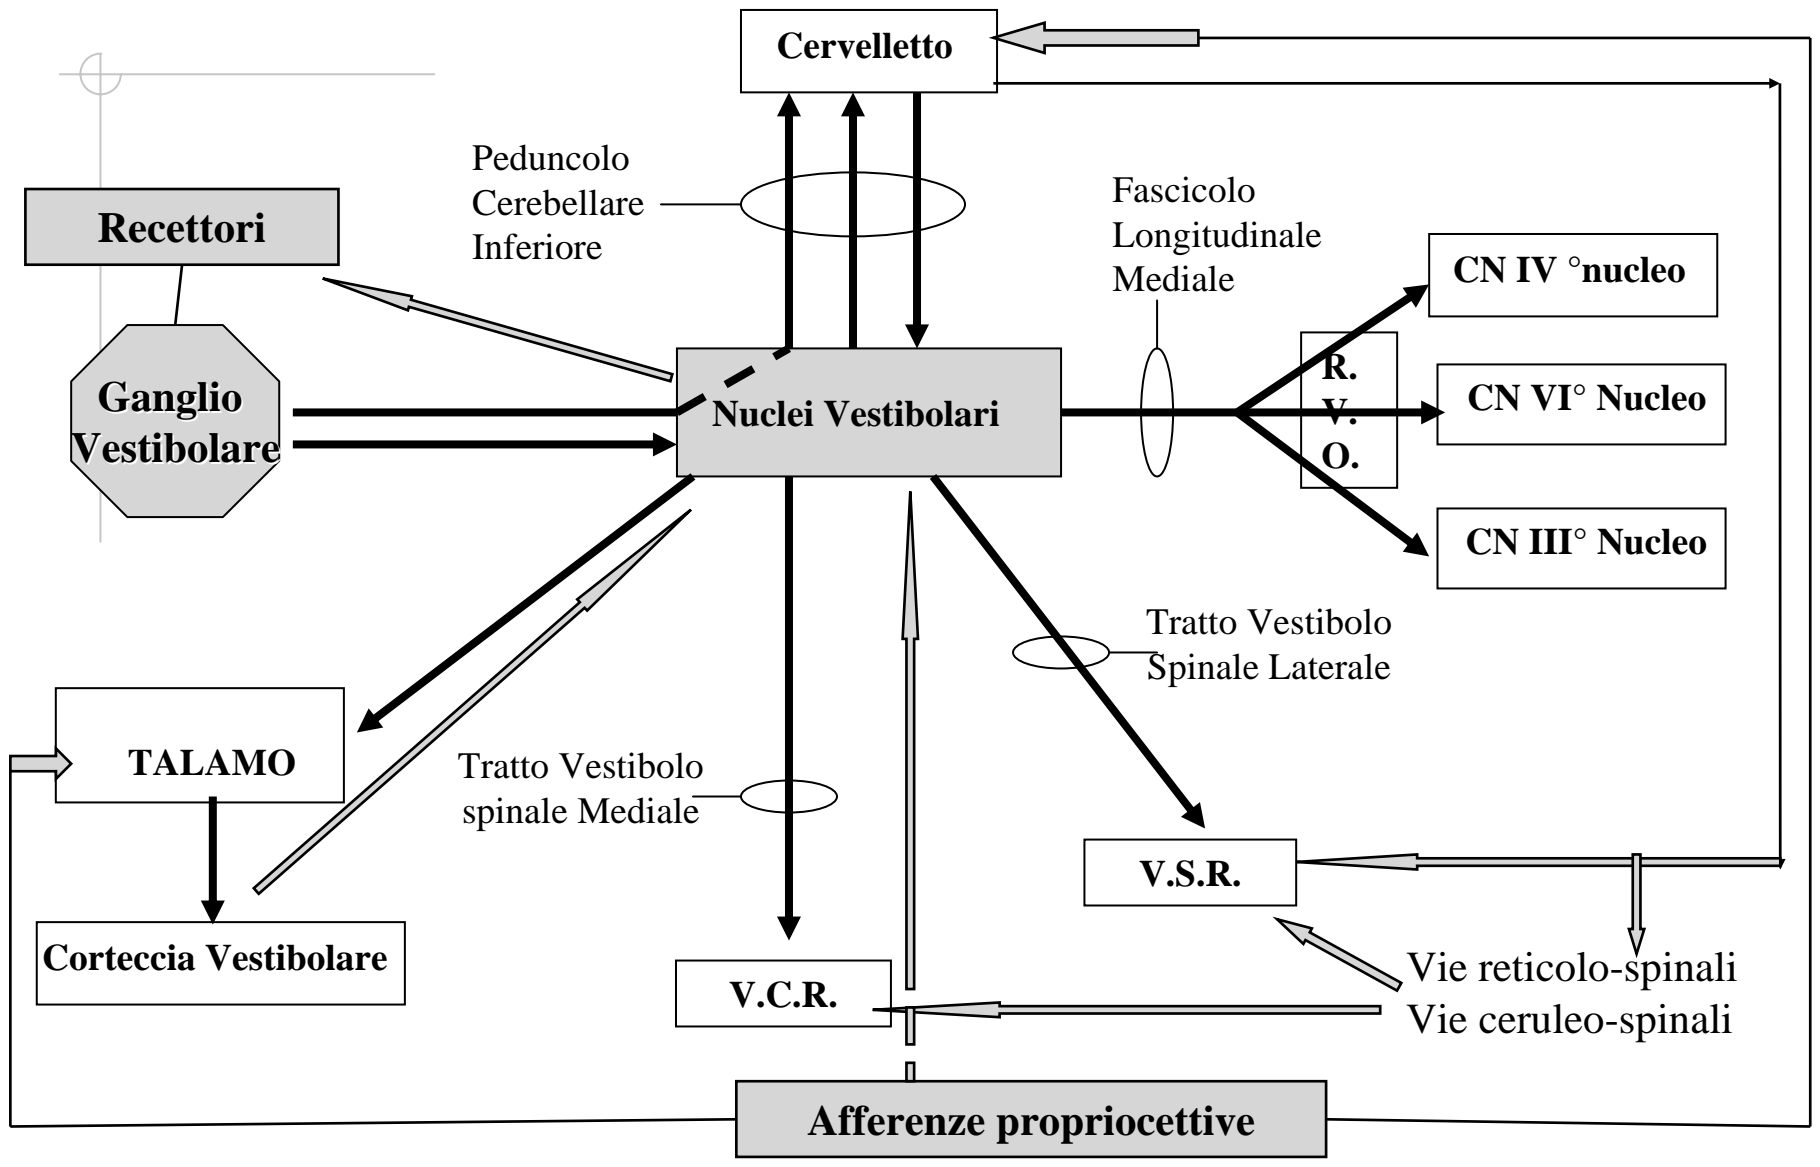 Cervelletto
Peduncolo
Cerebellare
Inferiore
Fascicolo
Longitudinale
Mediale
Recettori
CN IV °nucleo
R.
V.
O.
CN VI° Nucleo
Ganglio
Vestibolare
Nuclei Vestibolari
CN III° Nucleo
Tratto Vestibolo
Spinale Laterale
TALAMO
Tratto Vestibolo
spinale Mediale
V.S.R.
Corteccia Vestibolare
V.C.R.
Vie reticolo-spinali
Vie ceruleo-spinali
Afferenze propriocettive